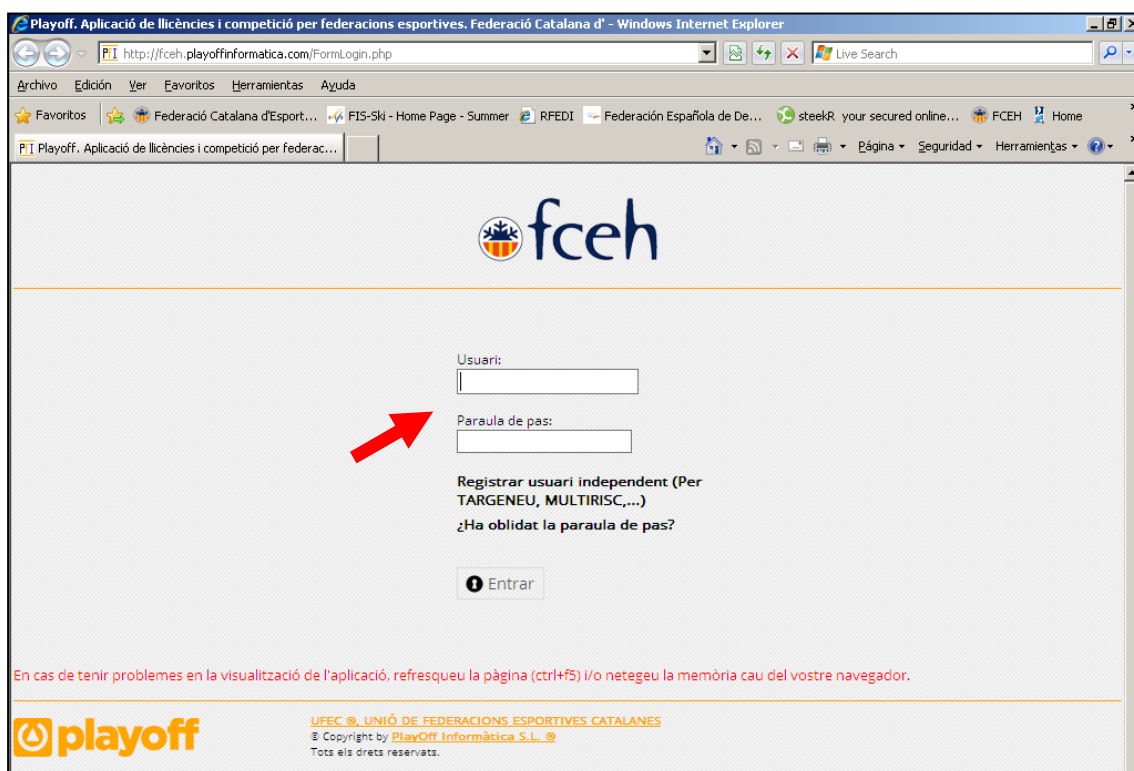 Playoff. Aplicació de llicències i competició per federacions esportives. Federació Catalana d' - Windows Internet Explorer
http://fceh.playoffinformatica.com/FormLogin.php
Live Search
Archivo Edición Ver Favoritos Herramientas Ayuda
Favoritos Federació Catalana d'Esport... FIS-Ski - Home Page - Summer RFEDI Federación Española de De... steekR your secured online... FCEH Home
Playoff. Aplicació de llicències i competició per federac... Página Seguridad Herramientas
fceh
Usuari:
Paraula de pas:
Registrar usuari independent (Per
TARGENEU, MULTIRISC,...)
¿Ha oblidat la paraula de pas?
Entrar
En cas de tenir problemes en la visualització de l'aplicació, refresqueu la pàgina (ctrl+f5) i/o netegeu la memòria cau del vostre navegador.
playoff
UFEC ®, UNIÓ DE FEDERACIONS ESPORTIVES CATALANES
© Copyright by PlayOff Informàtica S.L. ®
Tots els drets reservats.